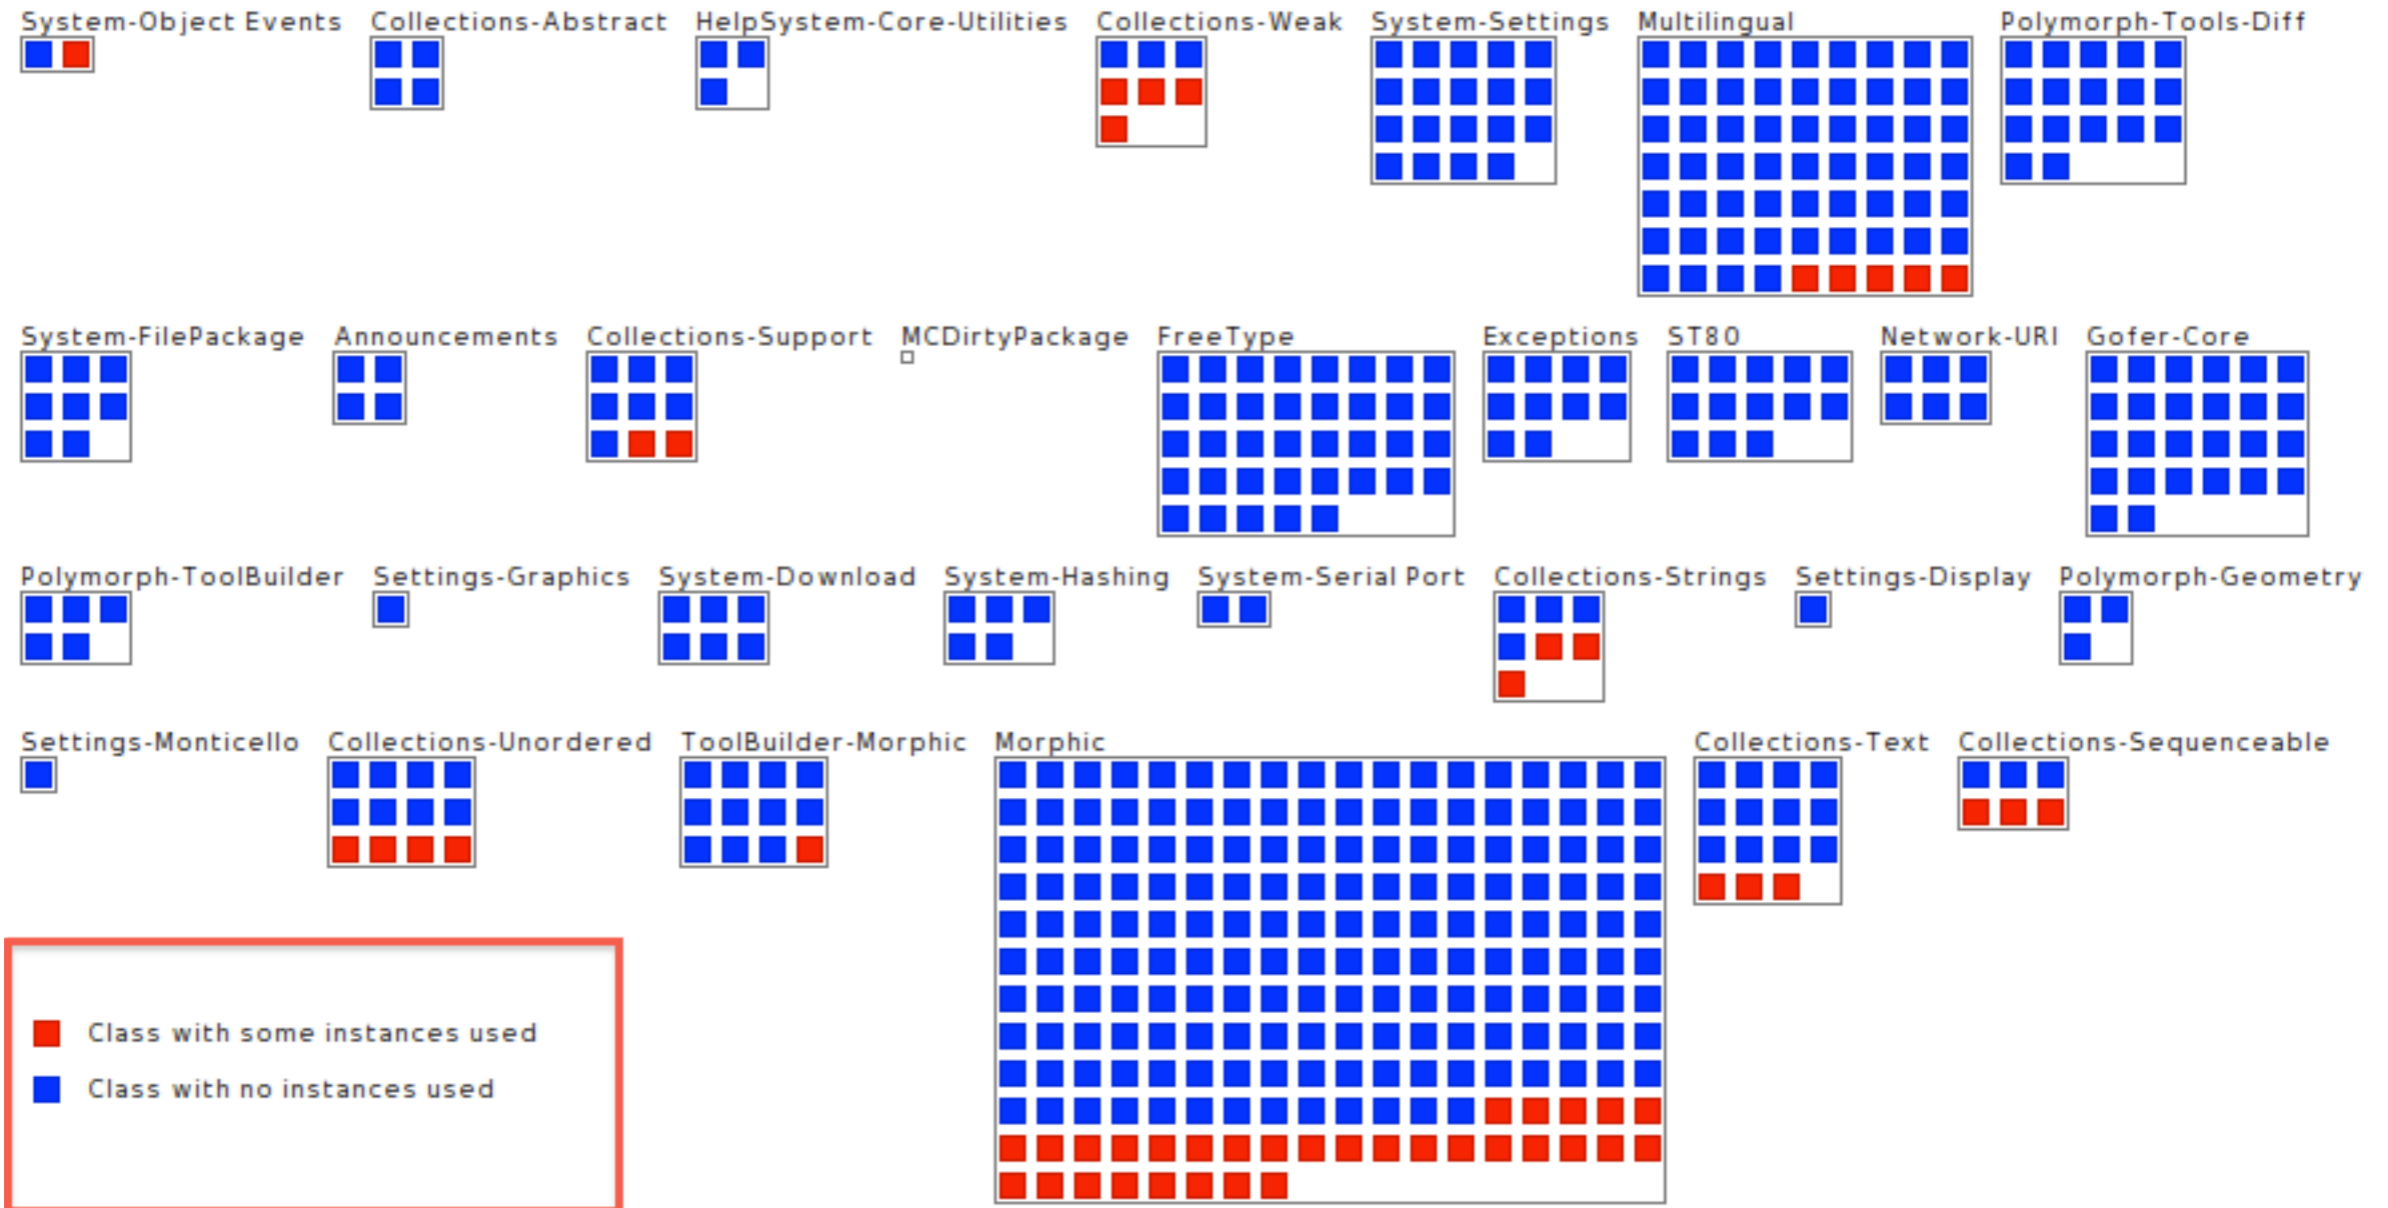 System-Object Events Collections-Abstract HelpSystem-Core-Utilities Collections-Weak System-Settings Multilingual Polymorph-Tools-Diff
System-FilePackage Announcements Collections-Support MCDirtyPackage FreeType Exceptions ST80 Network-URI Gofer-Core
Polymorph-ToolBuilder Settings-Graphics System-Download System-Hashing System-Serial Port Collections-Strings Settings-Display Polymorph-Geometry
Settings-Monticello Collections-Unordered ToolBuilder-Morphic Morphic Collections-Text Collections-Sequenceable
Class with some instances used
Class with no instances used